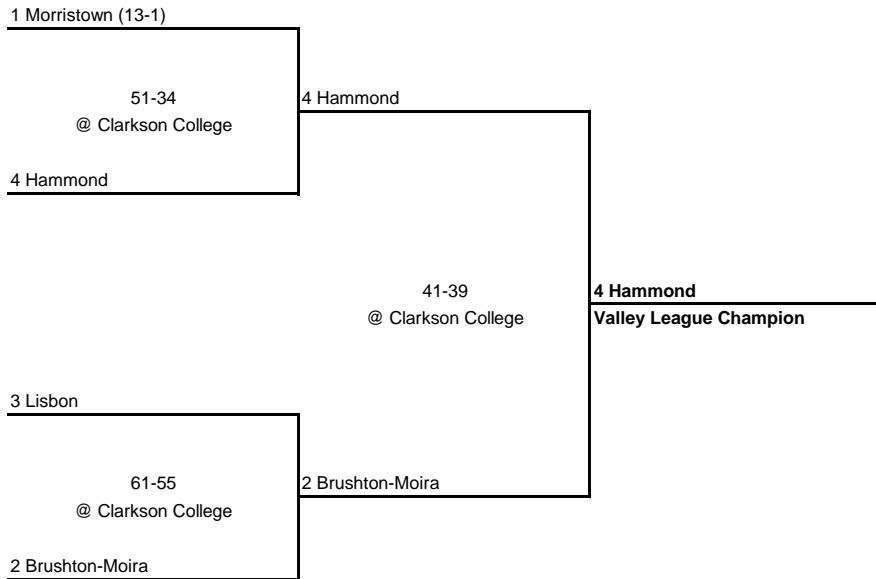 1 Morristown (13-1)
51-34
@ Clarkson College
4 Hammond
4 Hammond
41-39
@ Clarkson College
4 Hammond
Valley League Champion
3 Lisbon
61-55
@ Clarkson College
2 Brushton-Moira
2 Brushton-Moira